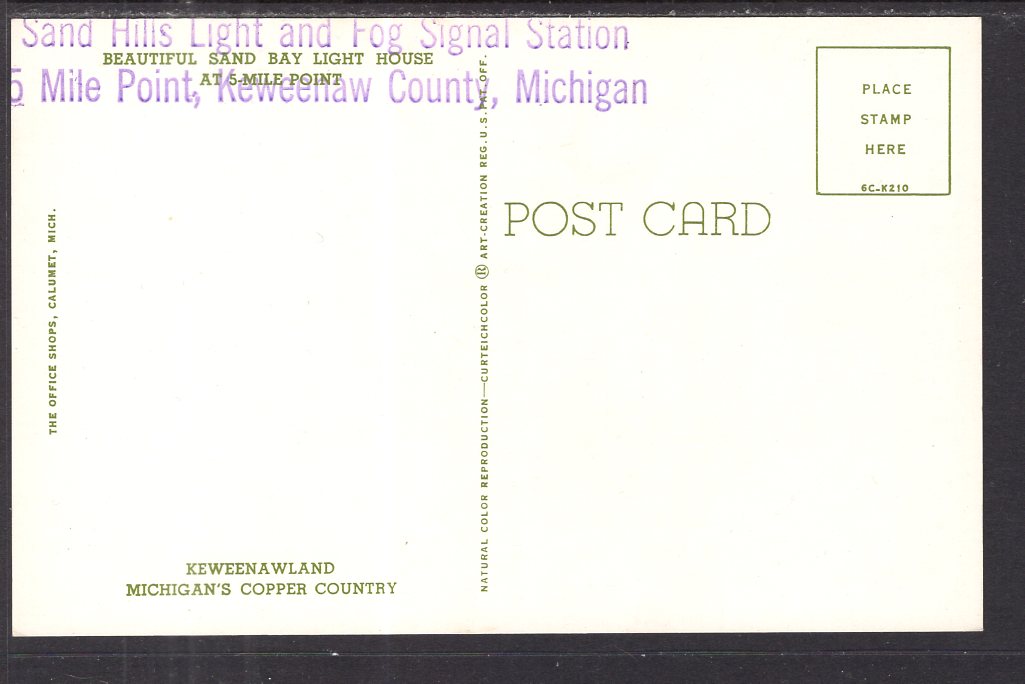 Sand Hills Light and Fog Signal Station
BEAUTIFUL SAND BAY LIGHT HOUSE
AT 5-MILE POINT
5 Mile Point, Keweenaw County, Michigan
THE OFFICE SHOPS, CALUMET, MICH.
KEWEENAWLAND
MICHIGAN'S COPPER COUNTRY
NATURAL COLOR REPRODUCTION—CURTEICHCOLOR ® ART-CREATION REG. U.S. PAT. OFF.
POST CARD
PLACE
STAMP
HERE
6C-K210